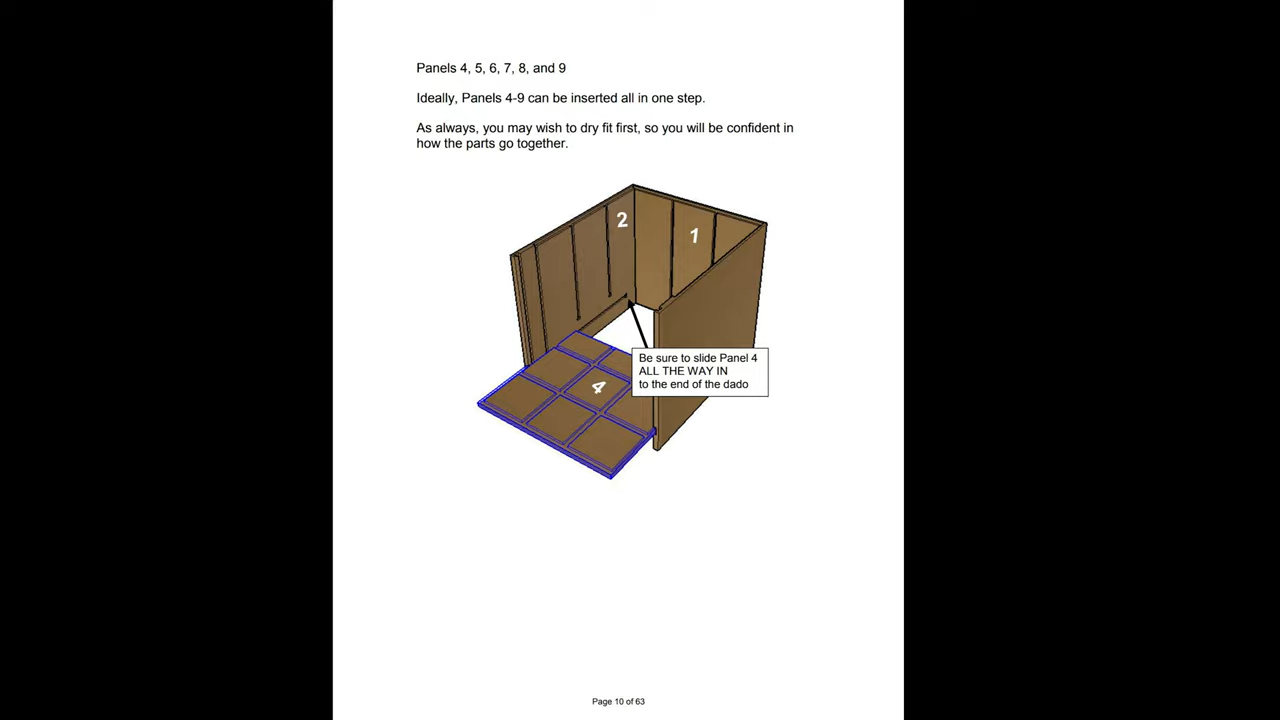 Panels 4, 5, 6, 7, 8, and 9
Ideally, Panels 4-9 can be inserted all in one step.
As always, you may wish to dry fit first, so you will be confident in
how the parts go together.
2
1
Be sure to slide Panel 4
ALL THE WAY IN
to the end of the dado
4
Page 10 of 63